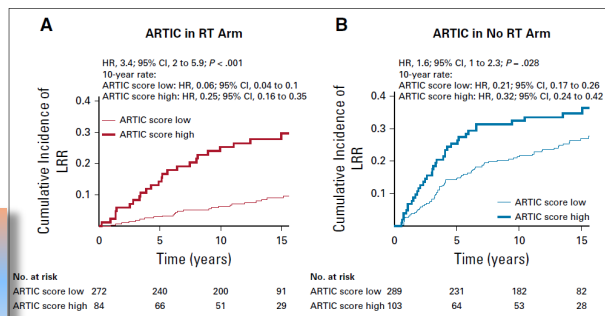 A
ARTIC in RT Arm
HR, 3.4; 95% CI, 2 to 5.9; P < .001
10-year rate:
ARTIC score low: HR, 0.06; 95% CI, 0.04 to 0.1
ARTIC score high: HR, 0.25; 95% CI, 0.16 to 0.35
0.4
ARTIC score low
ARTIC score high
0.3
0.2
0.1
Cumulative Incidence of
LRR
0 5 10 15
Time (years)
No. at risk
ARTIC score low 272 240 200 91
ARTIC score high 84 66 51 29
B
ARTIC in No RT Arm
HR, 1.6; 95% CI, 1 to 2.3; P = .028
10-year rate:
ARTIC score low: HR, 0.21; 95% CI, 0.17 to 0.26
ARTIC score high: HR, 0.32; 95% CI, 0.24 to 0.42
0.4
0.3
0.2
0.1
Cumulative Incidence of
LRR
ARTIC score low
ARTIC score high
0 5 10 15
Time (years)
No. at risk
ARTIC score low 289 231 182 82
ARTIC score high 103 64 53 28